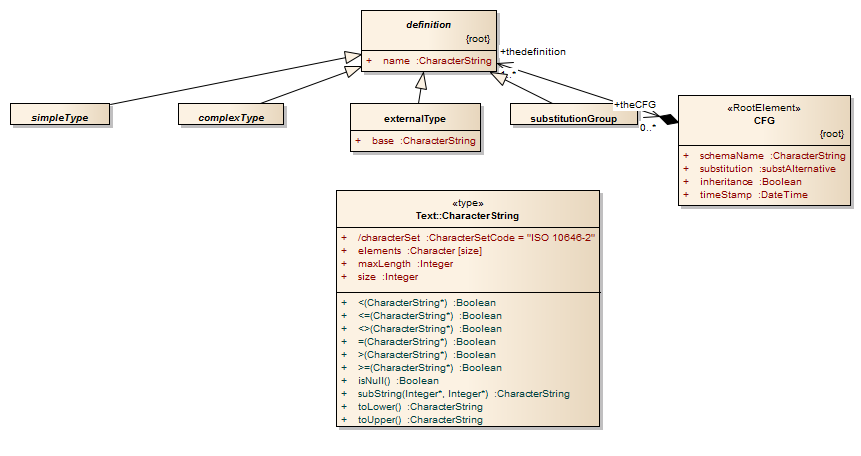 definition
{root}
+ name :CharacterString
+thedefinition
..*
simpleType
complexType
externalType
+ base :CharacterString
substitutionGroup
+theCFG
0..*
«RootElement»
CFG
{root}
+ schemaName :CharacterString
+ substitution :substAlternative
+ inheritance :Boolean
+ timeStamp :DateTime
«type»
Text::CharacterString
+ /characterSet :CharacterSetCode = "ISO 10646-2"
+ elements :Character [size]
+ maxLength :Integer
+ size :Integer
+ <(CharacterString*) :Boolean
+ <=(CharacterString*) :Boolean
+ <>(CharacterString*) :Boolean
+ =(CharacterString*) :Boolean
+ >(CharacterString*) :Boolean
+ >=(CharacterString*) :Boolean
+ isNull() :Boolean
+ subString(Integer*, Integer*) :CharacterString
+ toLower() :CharacterString
+ toUpper() :CharacterString